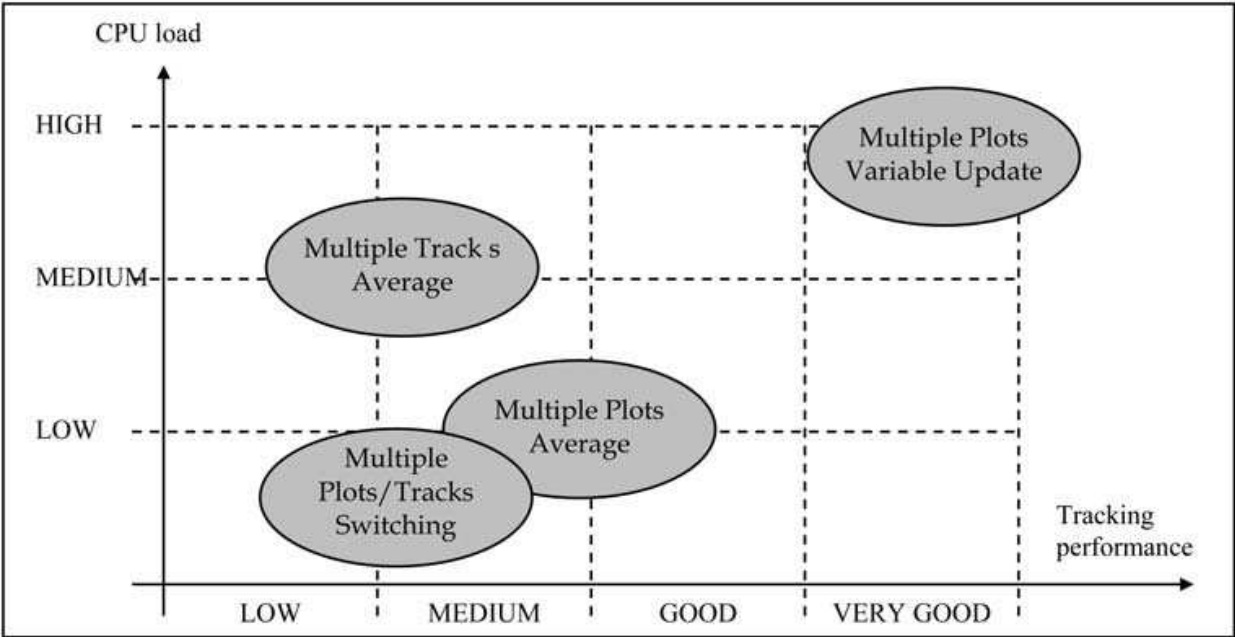 CPU load
HIGH
Multiple Plots
Variable Update
Multiple Track s
Average
MEDIUM
Multiple Plots
Average
LOW
Multiple
Plots/Tracks
Switching
Tracking
performance
LOW
MEDIUM
GOOD
VERY GOOD